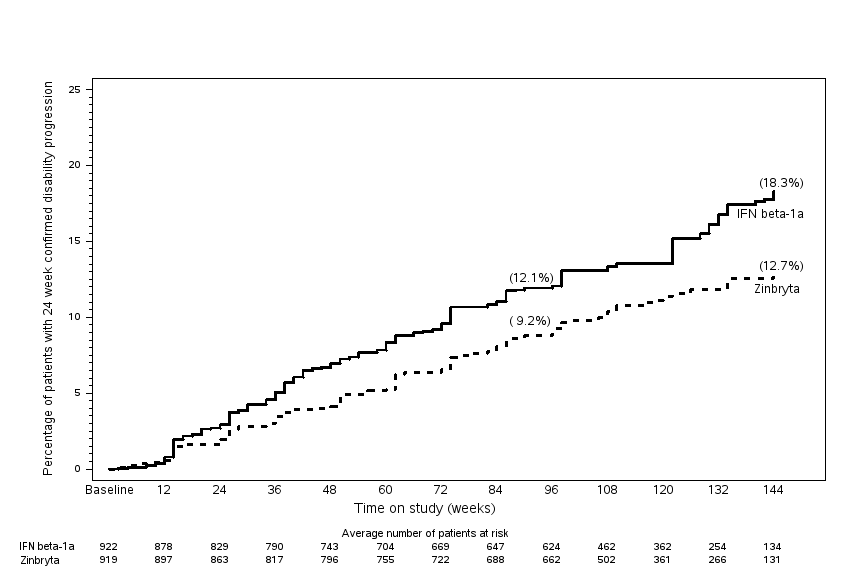 Percentage of patients with 24 week confirmed disability progression
25
20
15
10
5
0
(18.3%)
IFN beta-1a
(12.1%)
(12.7%)
Zinbryta
( 9.2%)
Baseline 12 24 36 48 60 72 84 96 108 120 132 144
Time on study (weeks)
Average number of patients at risk
IFN beta-1a 922 878 829 790 743 704 669 647 624 462 362 254 134
Zinbryta 919 897 863 817 796 755 722 688 662 502 361 266 131